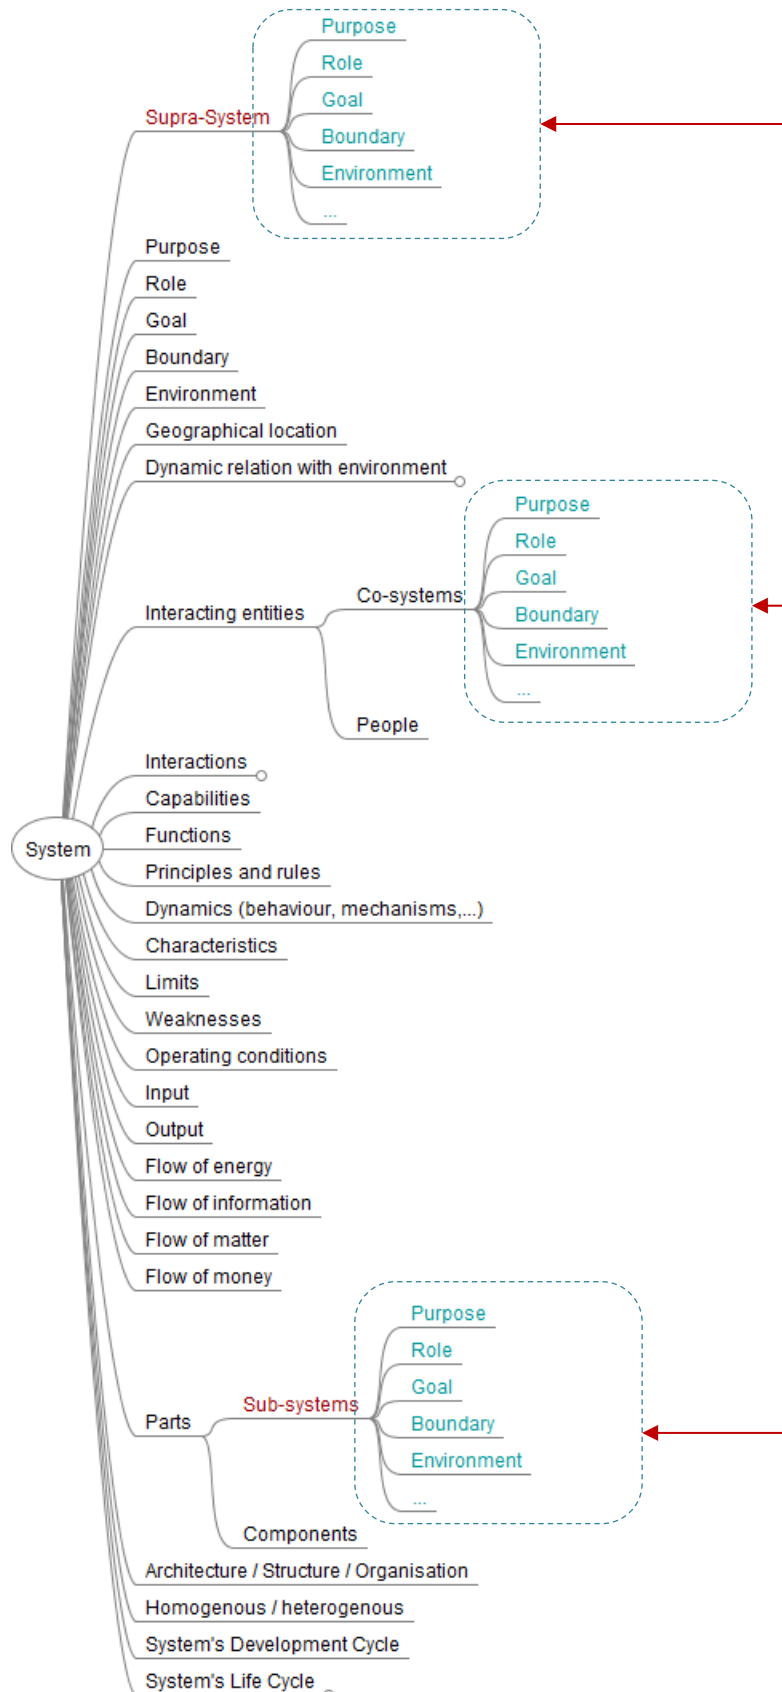 Purpose
Role
Goal
Supra-System
Boundary
Environment
...
Purpose
Role
Goal
Boundary
Environment
Geographical location
Dynamic relation with environment
Purpose
Role
Goal
Co-systems
Interacting entities
Boundary
Environment
...
People
Interactions
Capabilities
Functions
System
Principles and rules
Dynamics (behaviour, mechanisms,...)
Characteristics
Limits
Weaknesses
Operating conditions
Input
Output
Flow of energy
Flow of information
Flow of matter
Flow of money
Purpose
Role
Goal
Sub-systems
Parts
Boundary
Environment
...
Components
Architecture / Structure / Organisation
Homogenous / heterogenous
System's Development Cycle
System's Life Cycle